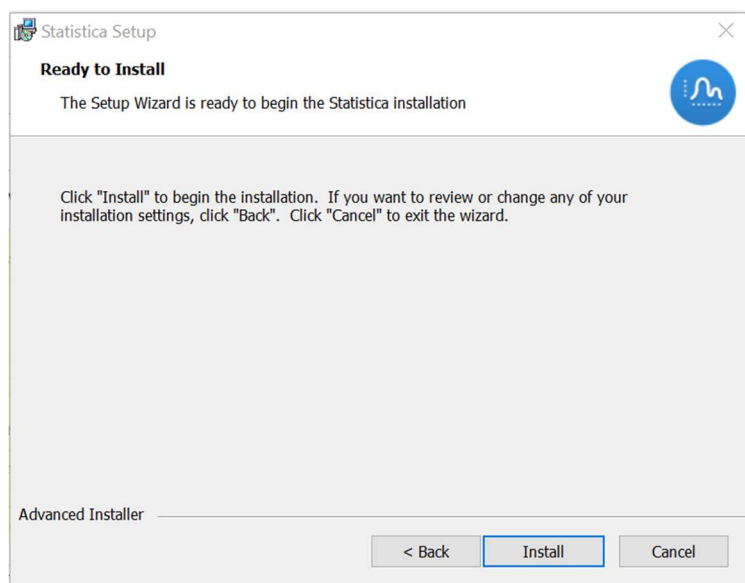 Statistica Setup
Ready to Install
The Setup Wizard is ready to begin the Statistica installation
Click "Install" to begin the installation.  If you want to review or change any of your
installation settings, click "Back".  Click "Cancel" to exit the wizard.
Advanced Installer
< Back
Install
Cancel